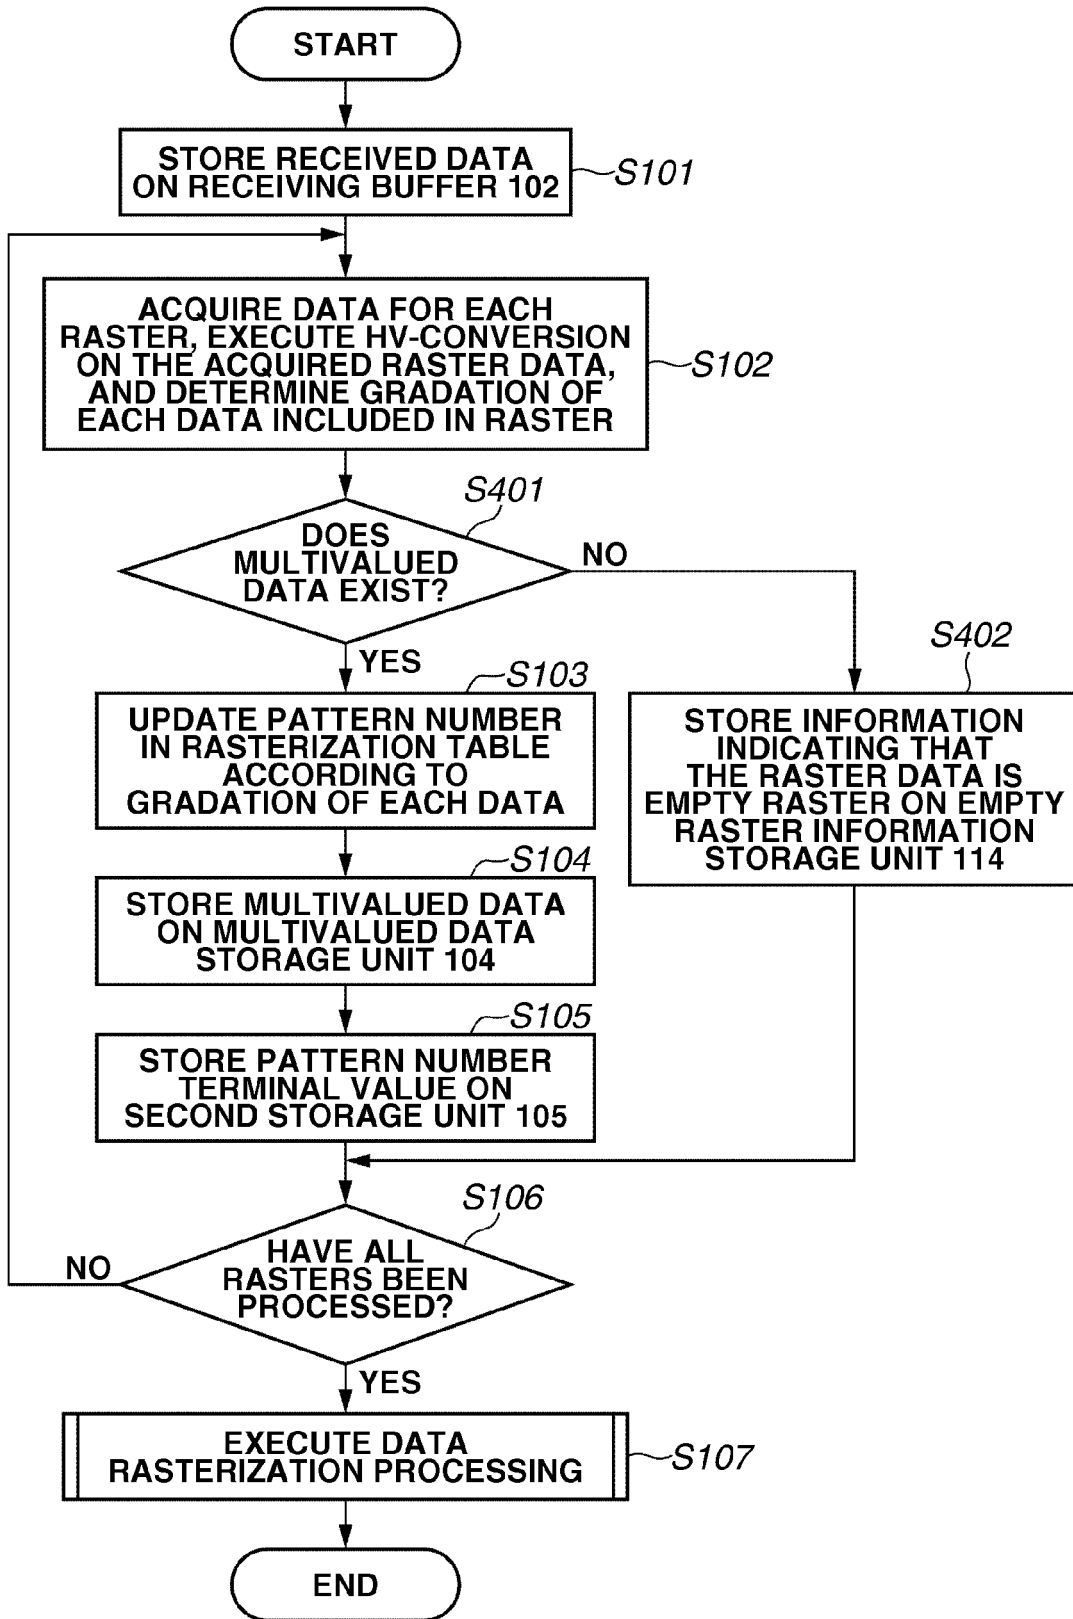 START
STORE RECEIVED DATA
ON RECEIVING BUFFER 102
S101
ACQUIRE DATA FOR EACH
RASTER, EXECUTE HV-CONVERSION
ON THE ACQUIRED RASTER DATA,
AND DETERMINE GRADATION OF
EACH DATA INCLUDED IN RASTER
S102
S401
DOES
MULTIVALUED
DATA EXIST?
NO
YES
S103
UPDATE PATTERN NUMBER
IN RASTERIZATION TABLE
ACCORDING TO
GRADATION OF EACH DATA
S402
STORE INFORMATION
INDICATING THAT
THE RASTER DATA IS
EMPTY RASTER ON EMPTY
RASTER INFORMATION
STORAGE UNIT 114
S104
STORE MULTIVALUED DATA
ON MULTIVALUED DATA
STORAGE UNIT 104
S105
STORE PATTERN NUMBER
TERMINAL VALUE ON
SECOND STORAGE UNIT 105
S106
HAVE ALL
RASTERS BEEN
PROCESSED?
NO
YES
EXECUTE DATA
RASTERIZATION PROCESSING
S107
END